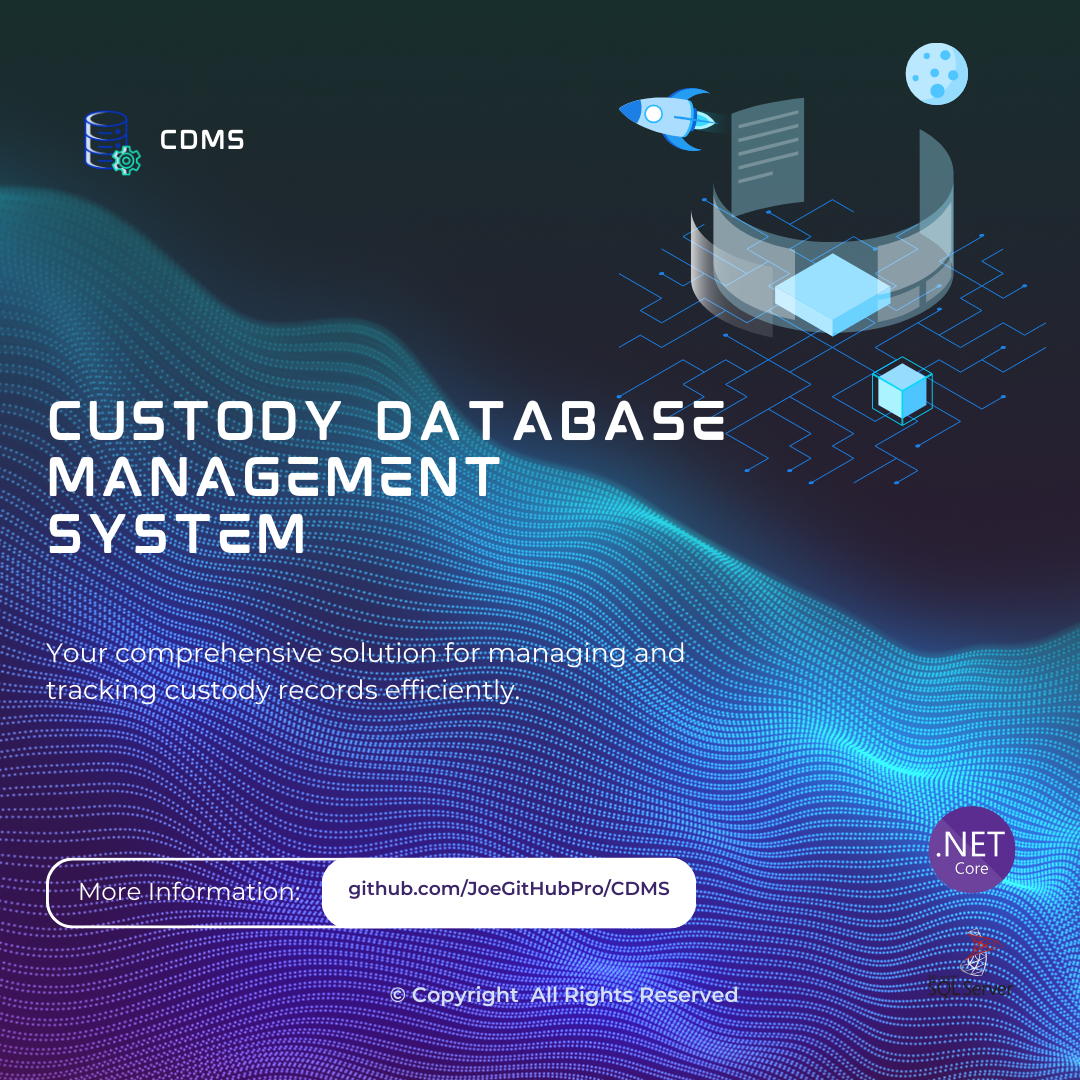 CDMS
CUSTODY DATABASE
MANAGEMENT
SYSTEM
Your comprehensive solution for managing and
tracking custody records efficiently.
More Information: github.com/JoeGitHubPro/CDMS
.NET
Core
SQL Server
© Copyright  All Rights Reserved